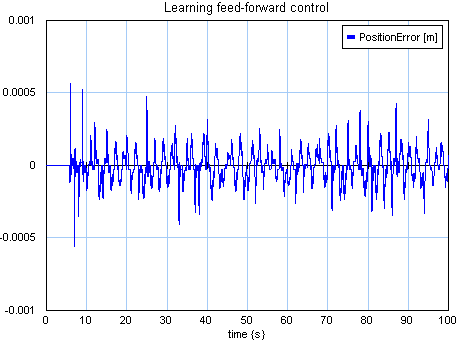 Learning feed-forward control
PositionError [m]
0.001
0.0005
0
-0.0005
-0.001
0 10 20 30 40 50 60 70 80 90 100
time {s}